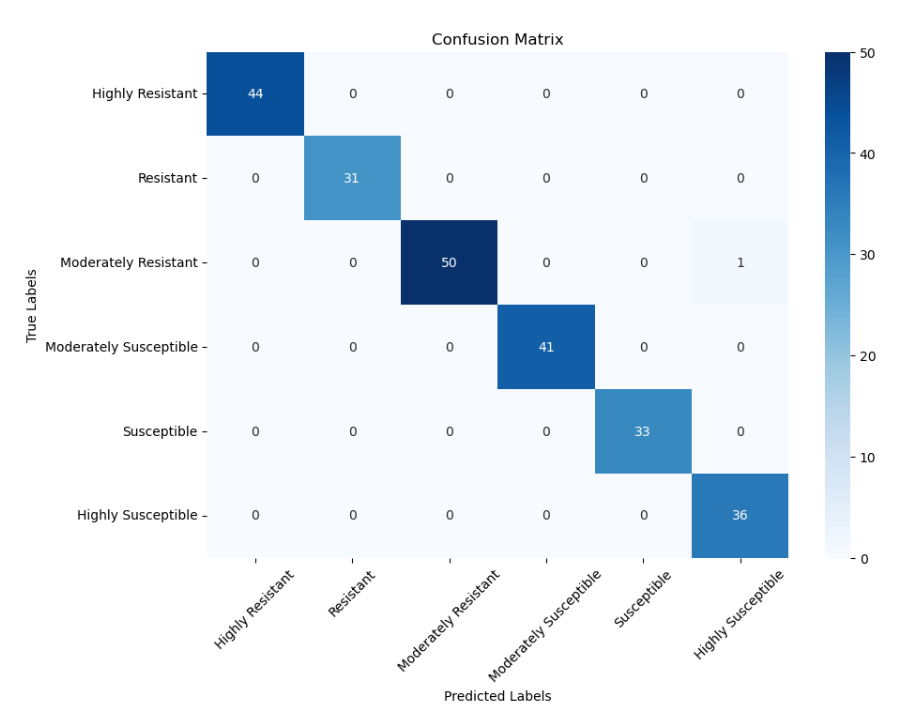 Confusion Matrix
Highly Resistant 44 0 0 0 0 0
Resistant 0 31 0 0 0 0
Moderately Resistant 0 0 50 0 0 1
Moderately Susceptible 0 0 0 41 0 0
Susceptible 0 0 0 0 33 0
Highly Susceptible 0 0 0 0 0 36
True Labels
Highly Resistant
Resistant
Moderately Resistant
Moderately Susceptible
Susceptible
Highly Susceptible
Predicted Labels
50
40
30
20
10
0